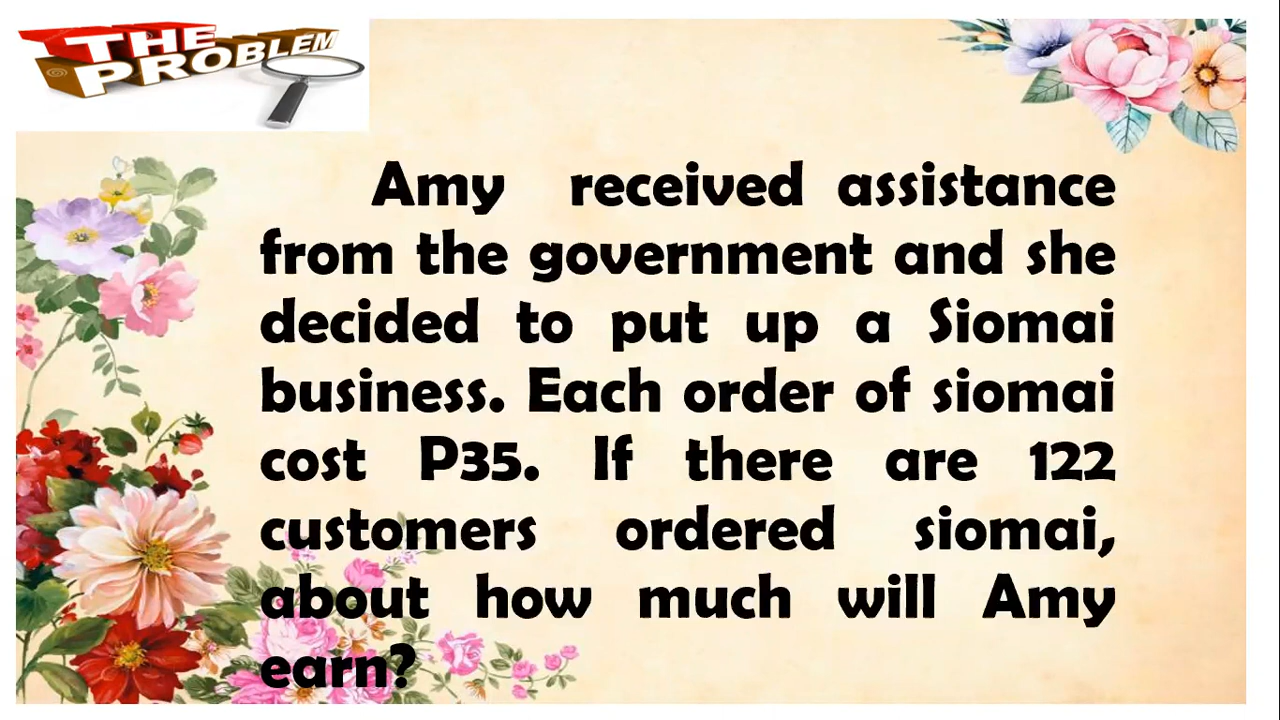 THE
PROBLEM
Amy received assistance
from the government and she
decided to put up a Siomai
business. Each order of siomai
cost P35. If there are 122
customers ordered siomai,
about how much will Amy
earn?